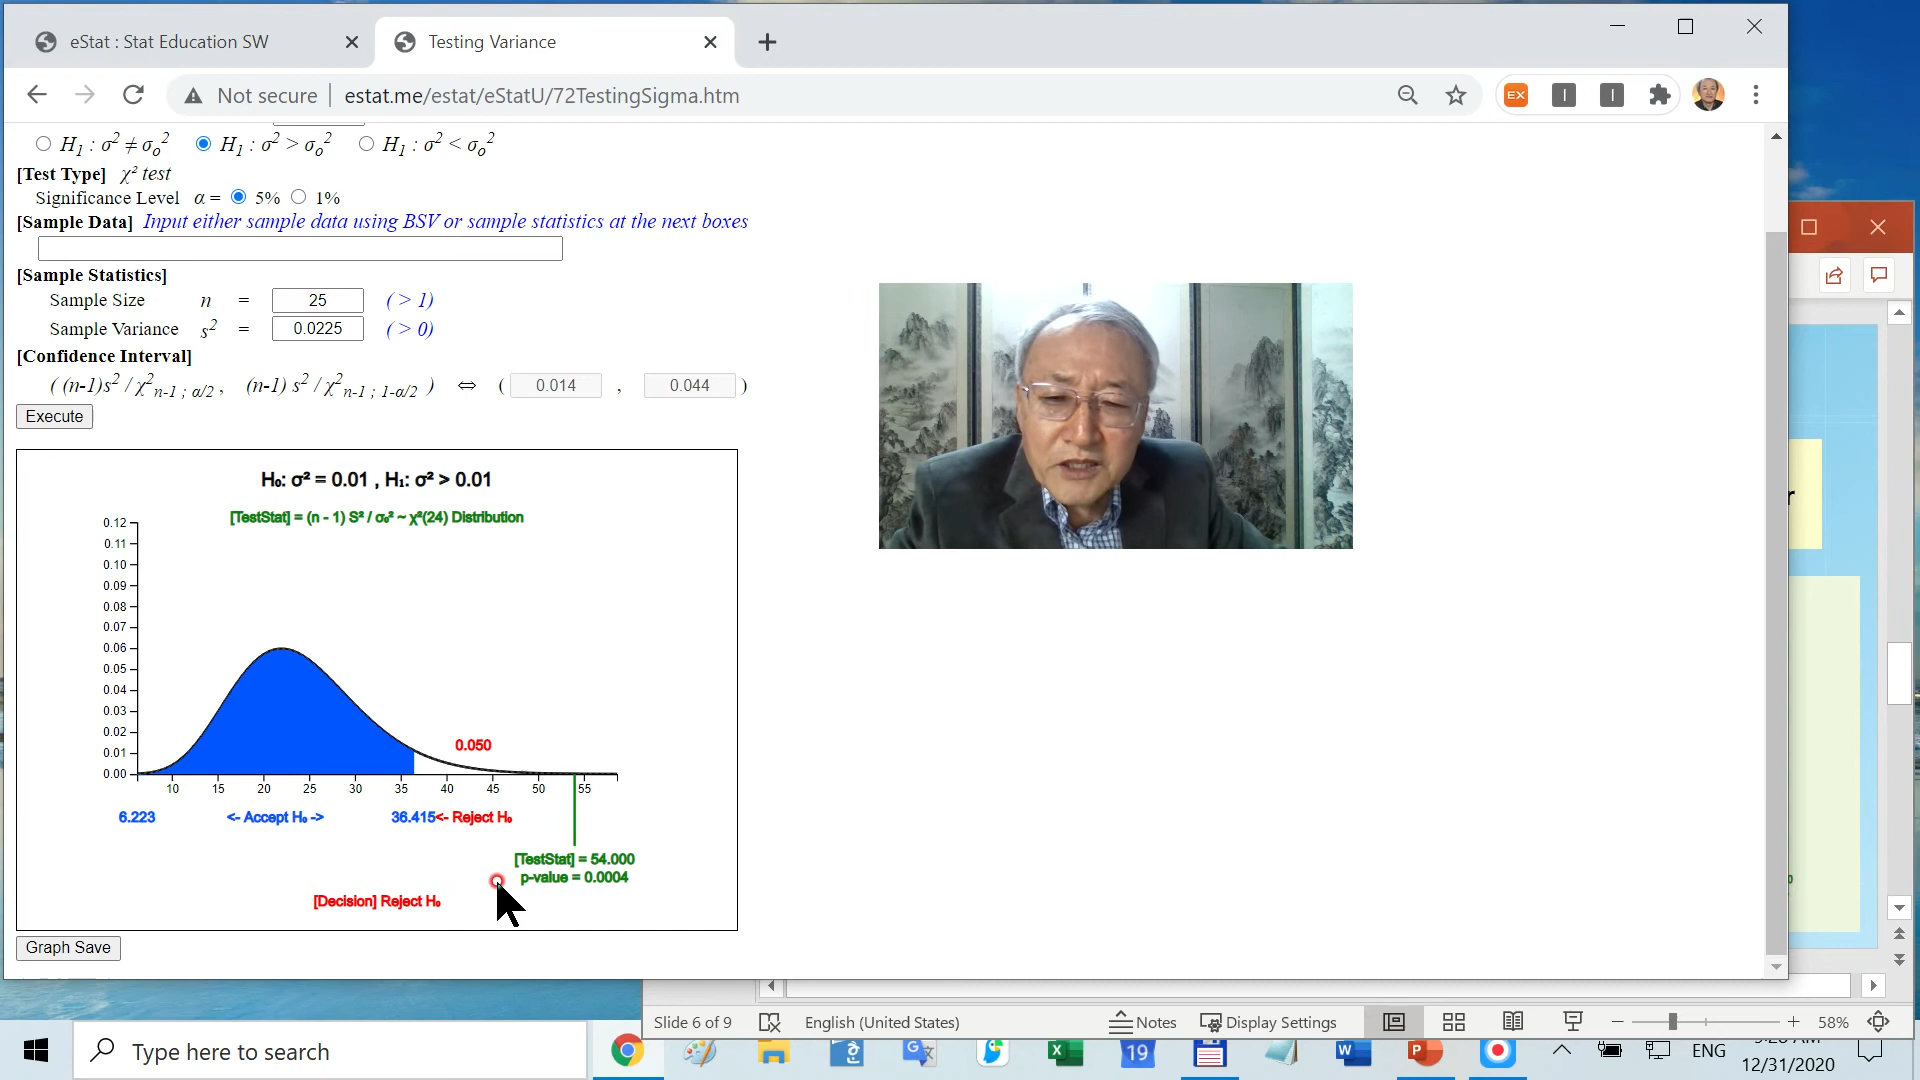 eStat : Stat Education SW
Testing Variance
Not secure estat.me/estat/eStatU/72TestingSigma.htm
EX
H₁ : σ² ≠ σₒ² H₁ : σ² > σₒ² H₁ : σ² < σₒ²
[Test Type] χ² test
Significance Level α = 5% 1%
[Sample Data] Input either sample data using BSV or sample statistics at the next boxes
[Sample Statistics]
Sample Size n = 25 ( > 1)
Sample Variance s² = 0.0225 ( > 0)
[Confidence Interval]
( (n-1)s² / χ²n-1 ; α/2 , (n-1) s² / χ²n-1 ; 1-α/2 ) ⇔ ( 0.014 , 0.044 )
Execute
H₀: σ² = 0.01 , H₁: σ² > 0.01
[TestStat] = (n - 1) S² / σ₀² ~ χ²(24) Distribution
0.12
0.11
0.10
0.09
0.08
0.07
0.06
0.05
0.04
0.03
0.02
0.01
0.00
0.050
10 15 20 25 30 35 40 45 50 55
6.223 <- Accept H₀ -> 36.415 <- Reject H₀
[TestStat] = 54.000
p-value = 0.0004
[Decision] Reject H₀
Graph Save
Slide 6 of 9 English (United States) Notes Display Settings 58%
Type here to search
19
ENG
12/31/2020